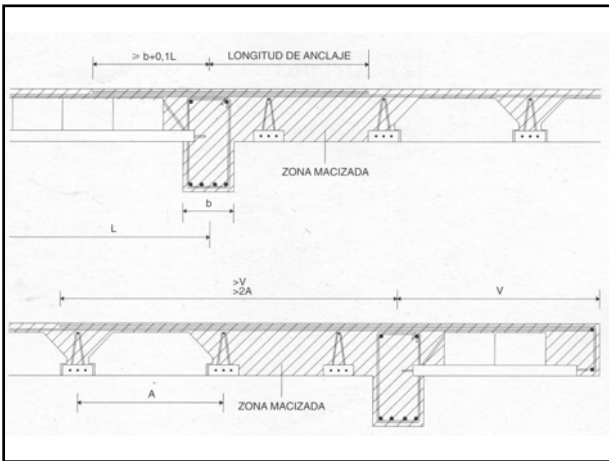 ≥ b+0,1L
LONGITUD DE ANCLAJE
ZONA MACIZADA
b
L
>V
>2A
V
A
ZONA MACIZADA